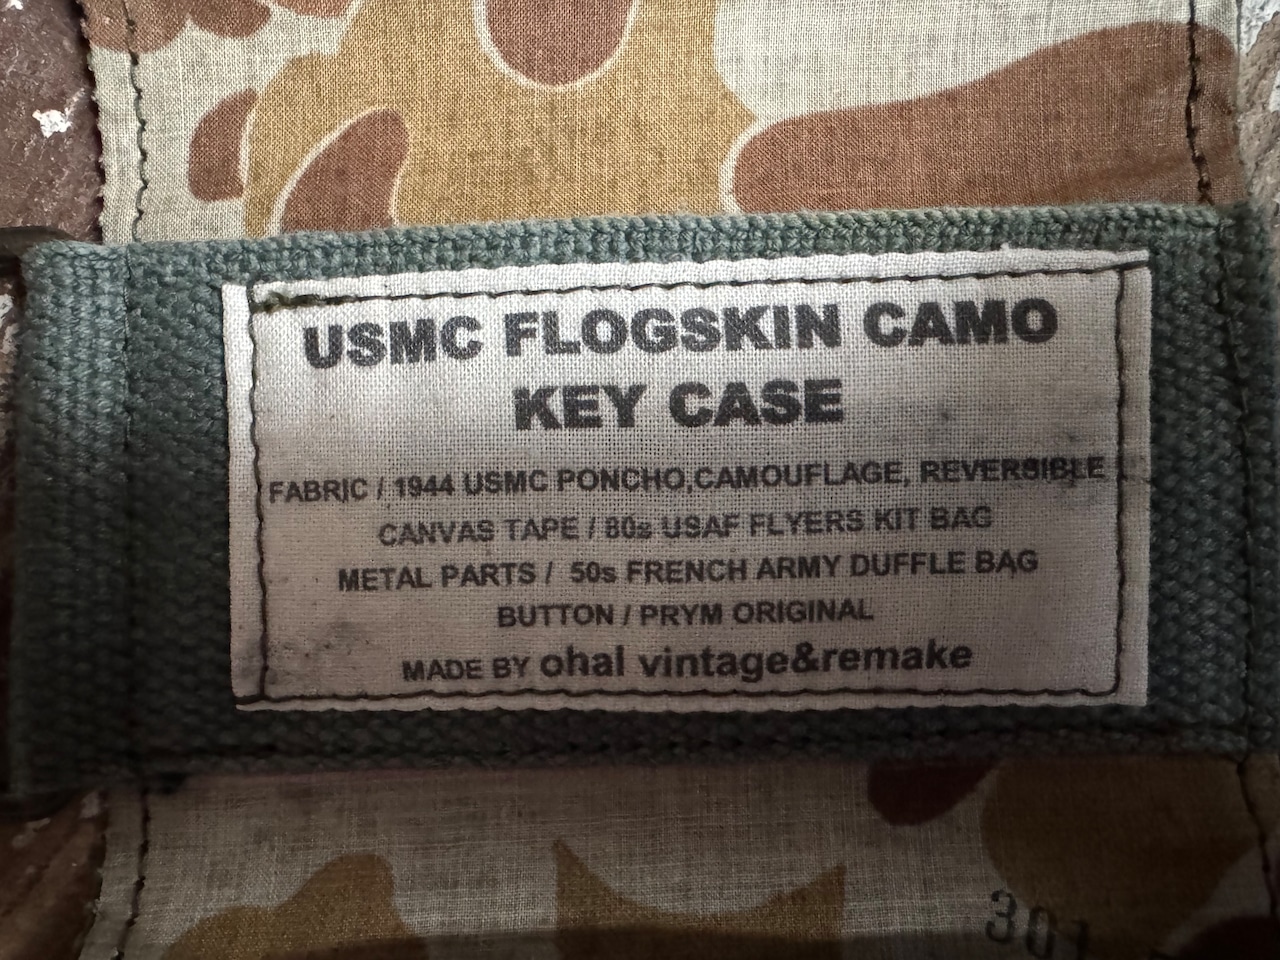 USMC FLOGSKIN CAMO
KEY CASE
FABRIC / 1944 USMC PONCHO,CAMOUFLAGE, REVERSIBLE
CANVAS TAPE / 80s USAF FLYERS KIT BAG
METAL PARTS / 50s FRENCH ARMY DUFFLE BAG
BUTTON / PRYM ORIGINAL
MADE BY ohal vintage&remake
301